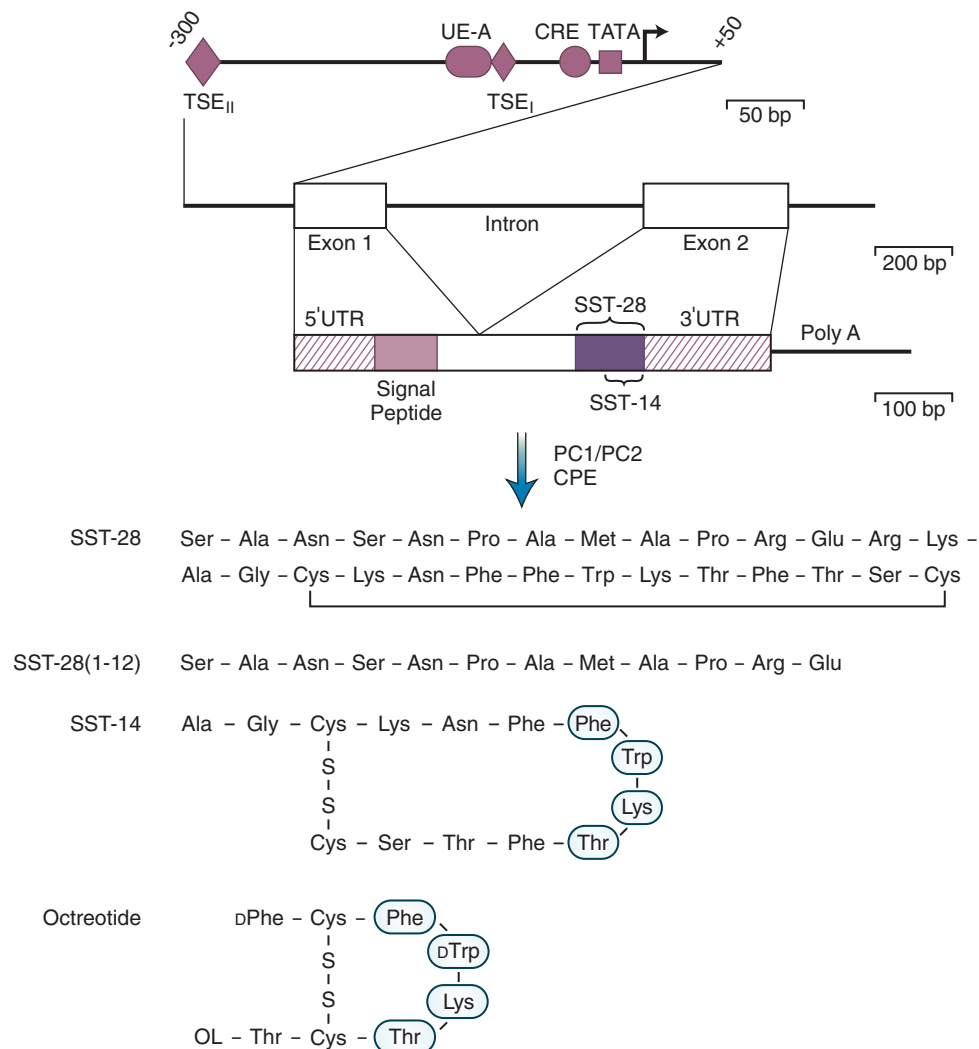 -300
UE-A
CRE TATA
+50
TSEII
TSEI
50 bp
Exon 1
Intron
Exon 2
200 bp
5'UTR
SST-28
3'UTR
Poly A
Signal
Peptide
SST-14
100 bp
PC1/PC2
CPE
SST-28 Ser – Ala – Asn – Ser – Asn – Pro – Ala – Met – Ala – Pro – Arg – Glu – Arg – Lys –
Ala – Gly – Cys – Lys – Asn – Phe – Phe – Trp – Lys – Thr – Phe – Thr – Ser – Cys
SST-28(1-12) Ser – Ala – Asn – Ser – Asn – Pro – Ala – Met – Ala – Pro – Arg – Glu
SST-14 Ala – Gly – Cys – Lys – Asn – Phe – Phe
Trp
S
S
Lys
Cys – Ser – Thr – Phe – Thr
Octreotide DPhe – Cys – Phe
DTrp
S
S
Lys
OL – Thr – Cys – Thr